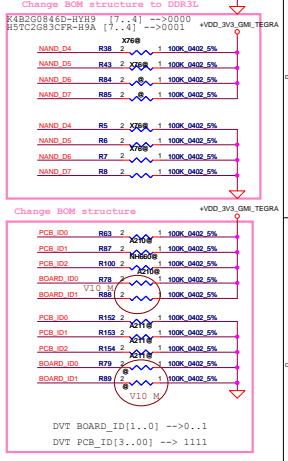 Change BOM structure to DDR3L
K4B2G0846D-HYH9 [7..4] -->0000
H5TC2G83CFR-H9A [7..4] -->0001
+VDD_3V3_GMI_TEGRA
X76@
NAND_D4 R38 2 1 100K_0402_5%
NAND_D5 R43 2 X76@ 1 100K_0402_5%
NAND_D6 R84 2 @ 1 100K_0402_5%
NAND_D7 R85 2 @ 1 100K_0402_5%
NAND_D4 R5 2 X76@ 1 100K_0402_5%
NAND_D5 R6 2 1 100K_0402_5%
X76@
NAND_D6 R7 2 1 100K_0402_5%
NAND_D7 R8 2 1 100K_0402_5%
Change BOM structure
+VDD_3V3_GMI_TEGRA
PCB_ID0 R63 2 1 100K_0402_5%
A210@
PCB_ID1 R87 2 1 100K_0402_5%
NH660@
PCB_ID2 R100 2 1 100K_0402_5%
A210@
BOARD_ID0 R78 2 1 100K_0402_5%
V10 M
BOARD_ID1 R88 2 1 100K_0402_5%
PCB_ID0 R152 2 1 100K_0402_5%
A211@
PCB_ID1 R153 2 1 100K_0402_5%
A211@
PCB_ID2 R154 2 1 100K_0402_5%
A211@
BOARD_ID0 R79 2 1 100K_0402_5%
@
BOARD_ID1 R89 2 1 100K_0402_5%
@
V10 M
DVT BOARD_ID[1..0] -->0..1
DVT PCB_ID[3..00] --> 1111